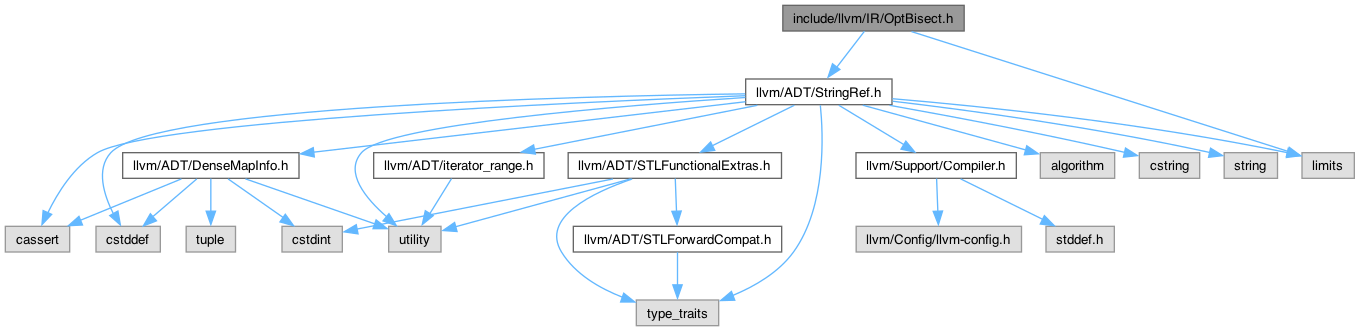 include/llvm/IR/OptBisect.h
llvm/ADT/StringRef.h
llvm/ADT/DenseMapInfo.h
llvm/ADT/iterator_range.h
llvm/ADT/STLFunctionalExtras.h
llvm/Support/Compiler.h
algorithm
cstring
string
limits
cassert
cstddef
tuple
cstdint
utility
llvm/ADT/STLForwardCompat.h
llvm/Config/llvm-config.h
stddef.h
type_traits